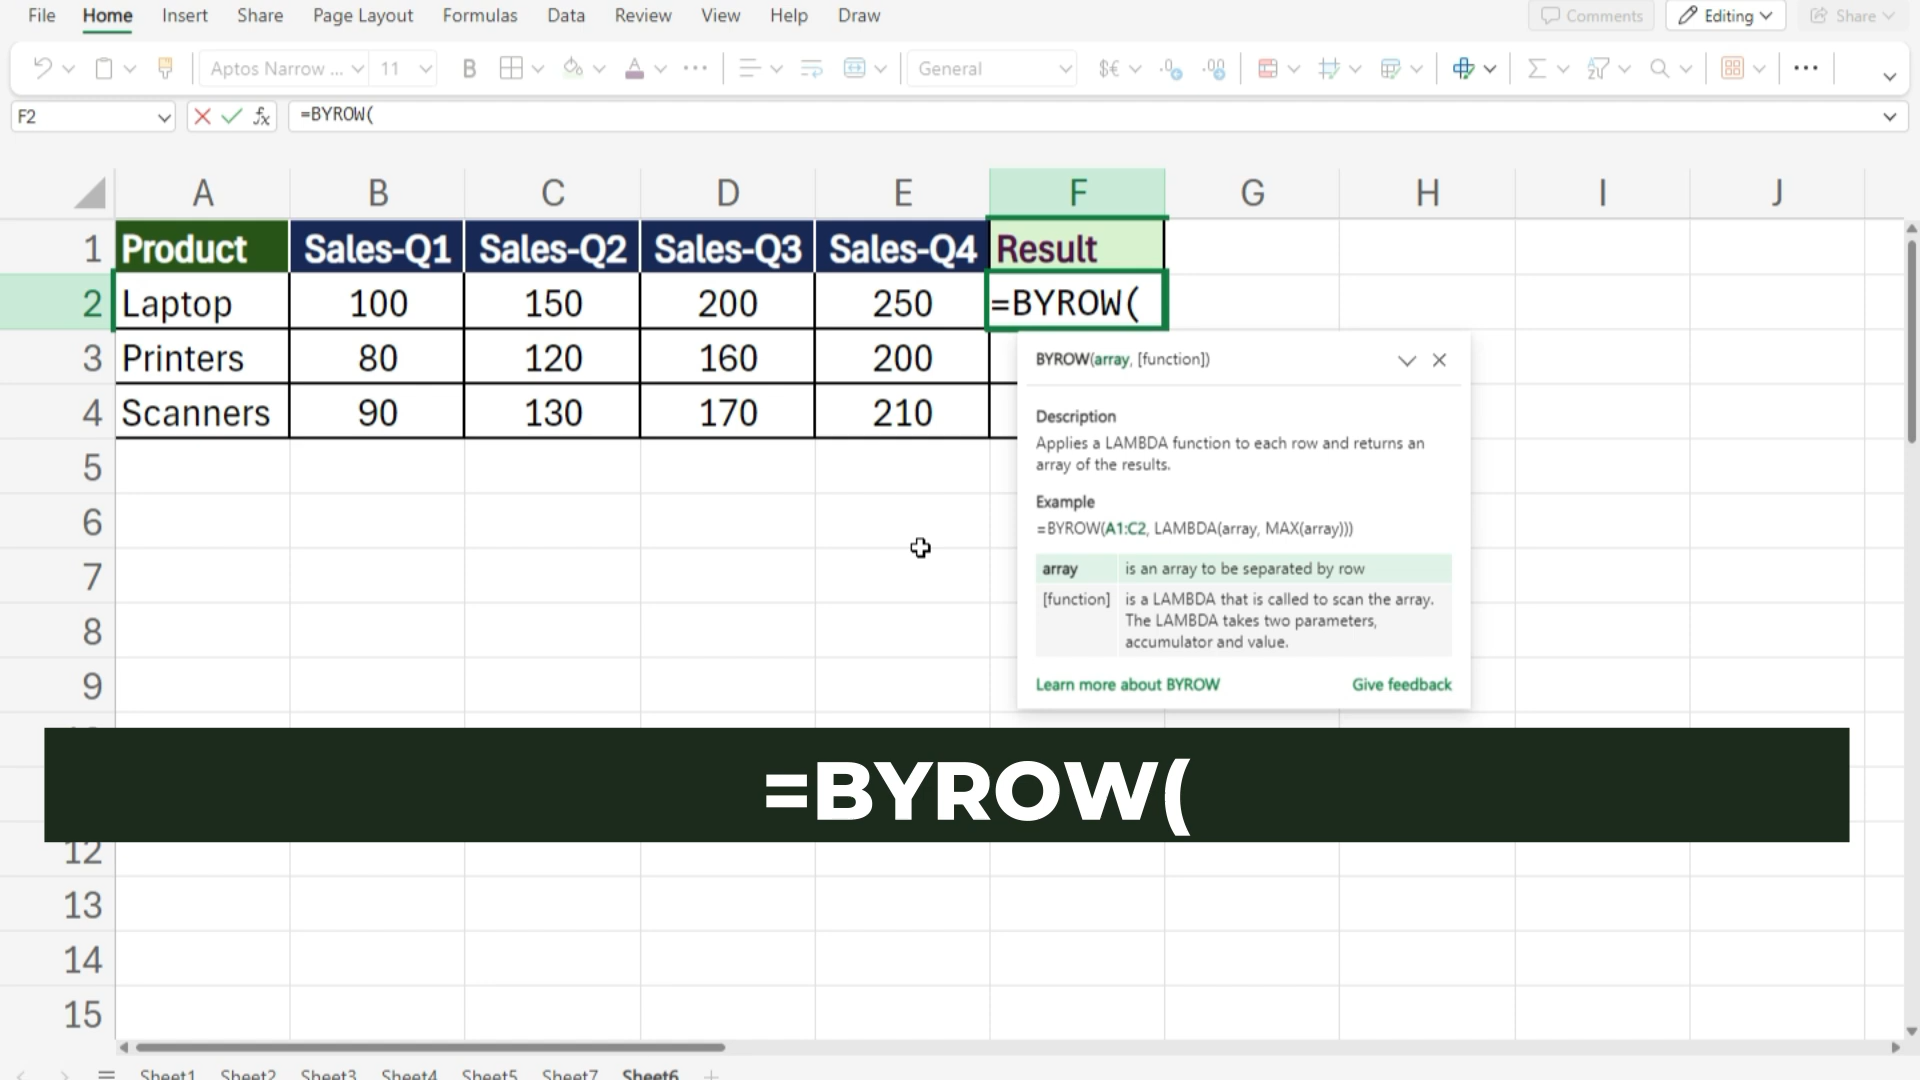 File Home Insert Share Page Layout Formulas Data Review View Help Draw Comments Editing Share
Aptos Narrow ... 11 B A General $€
F2 fx =BYROW(
A B C D E F G H I J
1 Product Sales-Q1 Sales-Q2 Sales-Q3 Sales-Q4 Result
2 Laptop 100 150 200 250 =BYROW(
3 Printers 80 120 160 200
4 Scanners 90 130 170 210
BYROW(array, [function])
Description
Applies a LAMBDA function to each row and returns an
array of the results.
Example
=BYROW(A1:C2, LAMBDA(array, MAX(array)))
array is an array to be separated by row
[function] is a LAMBDA that is called to scan the array.
The LAMBDA takes two parameters,
accumulator and value.
Learn more about BYROW Give feedback
5
6
7
8
9
=BYROW(
12
13
14
15
Sheet1 Sheet2 Sheet3 Sheet4 Sheet5 Sheet7 Sheet6